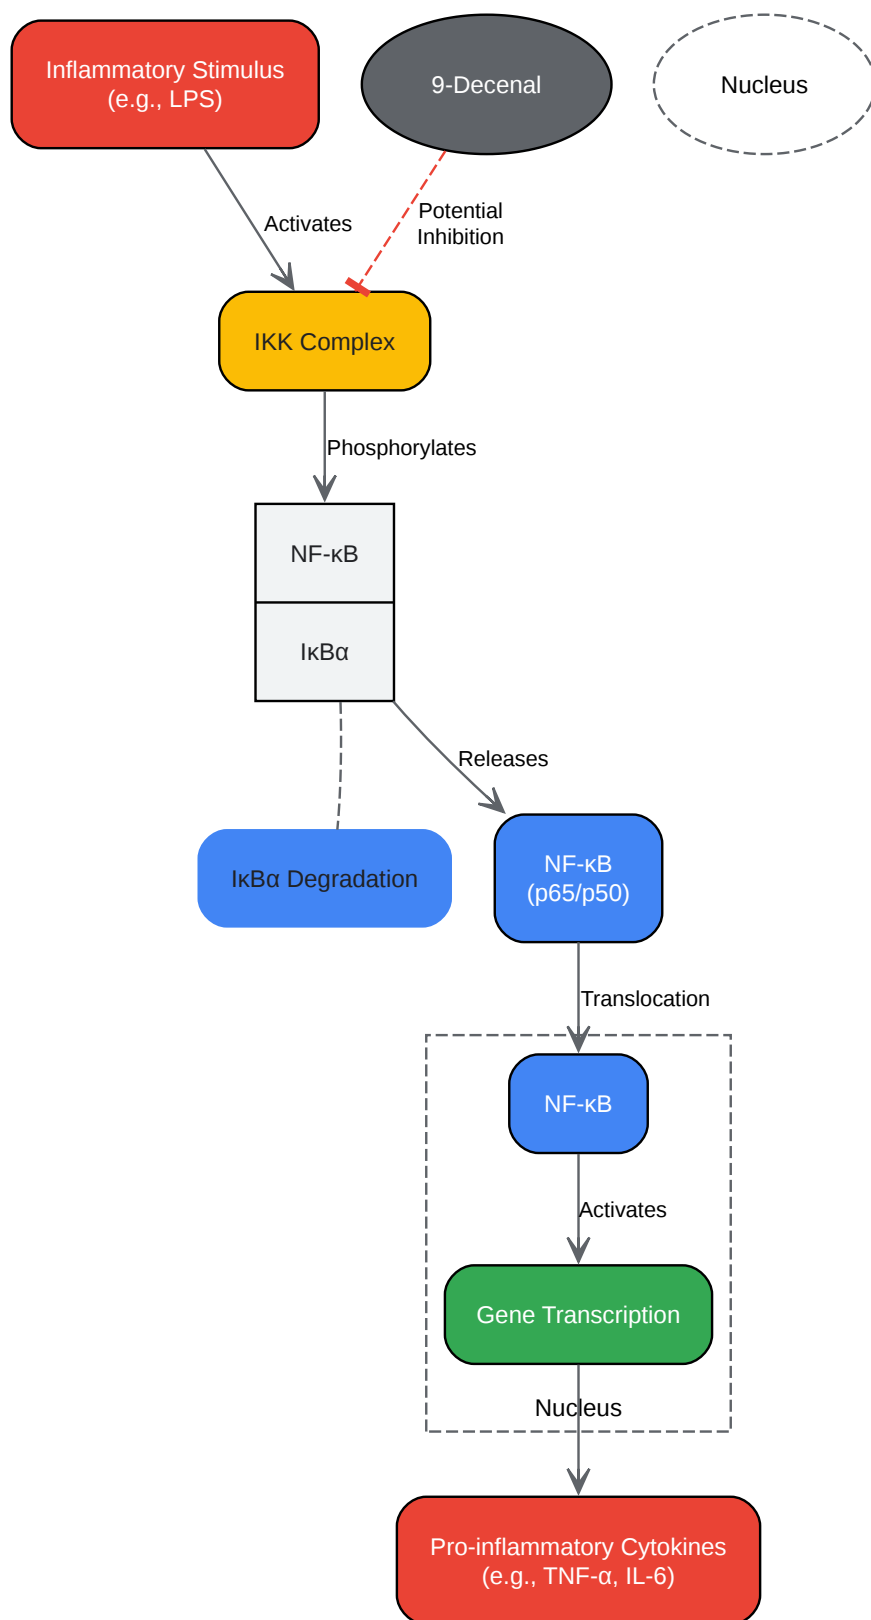 Inflammatory Stimulus
(e.g., LPS)
9-Decenal
Nucleus
Activates
Potential
Inhibition
IKK Complex
Phosphorylates
NF-κB
IκBα
Releases
IκBα Degradation
NF-κB
(p65/p50)
Translocation
NF-κB
Activates
Gene Transcription
Nucleus
Pro-inflammatory Cytokines
(e.g., TNF-α, IL-6)